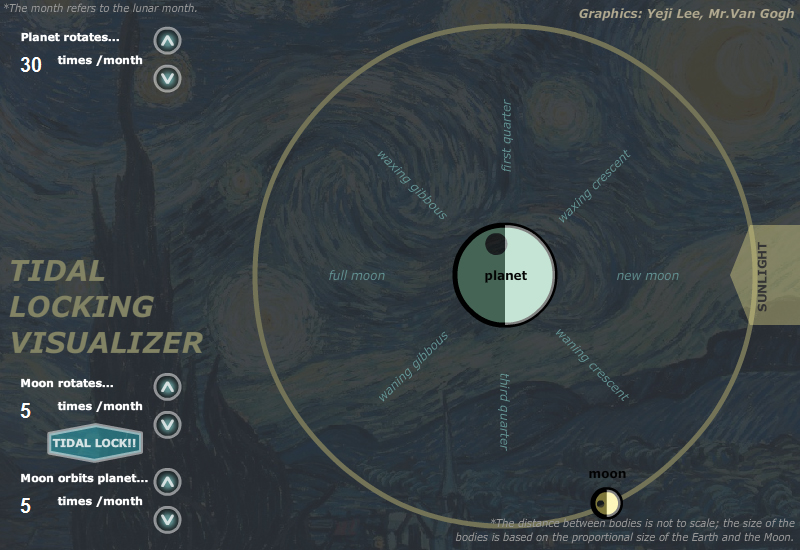 *The month refers to the lunar month.
Graphics: Yeji Lee, Mr.Van Gogh
Planet rotates...
30 times /month
first quarter
waxing gibbous
waxing crescent
full moon
planet
new moon
SUNLIGHT
waning gibbous
waning crescent
third quarter
TIDAL
LOCKING
VISUALIZER
Moon rotates...
5 times /month
TIDAL LOCK!!
Moon orbits planet...
5 times /month
moon
*The distance between bodies is not to scale; the size of the
bodies is based on the proportional size of the Earth and the Moon.